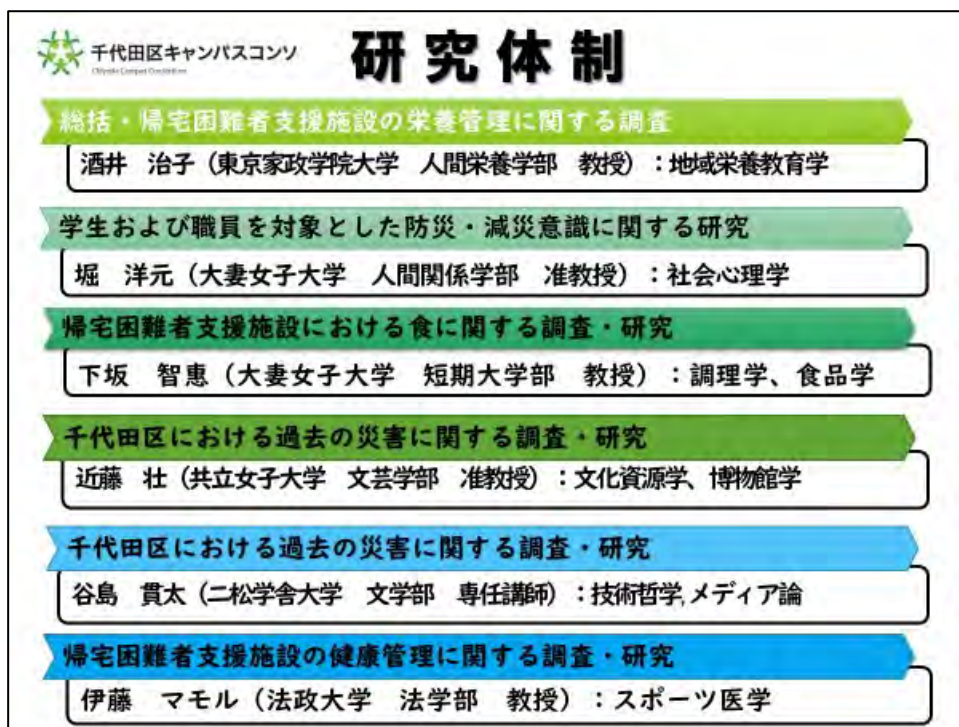 千代田区キャンパスコンソ
研究体制
総括・帰宅困難者支援施設の栄養管理に関する調査
酒井 治子（東京家政学院大学 人間栄養学部 教授）：地域栄養教育学
学生および職員を対象とした防災・減災意識に関する研究
堀 洋元（大妻女子大学 人間関係学部 准教授）：社会心理学
帰宅困難者支援施設における食に関する調査・研究
下坂 智惠（大妻女子大学 短期大学部 教授）：調理学、食品学
千代田区における過去の災害に関する調査・研究
近藤 壮（共立女子大学 文芸学部 准教授）：文化資源学、博物館学
千代田区における過去の災害に関する調査・研究
谷島 貫太（二松学舎大学 文学部 専任講師）：技術哲学,メディア論
帰宅困難者支援施設の健康管理に関する調査・研究
伊藤 マモル（法政大学 法学部 教授）：スポーツ医学